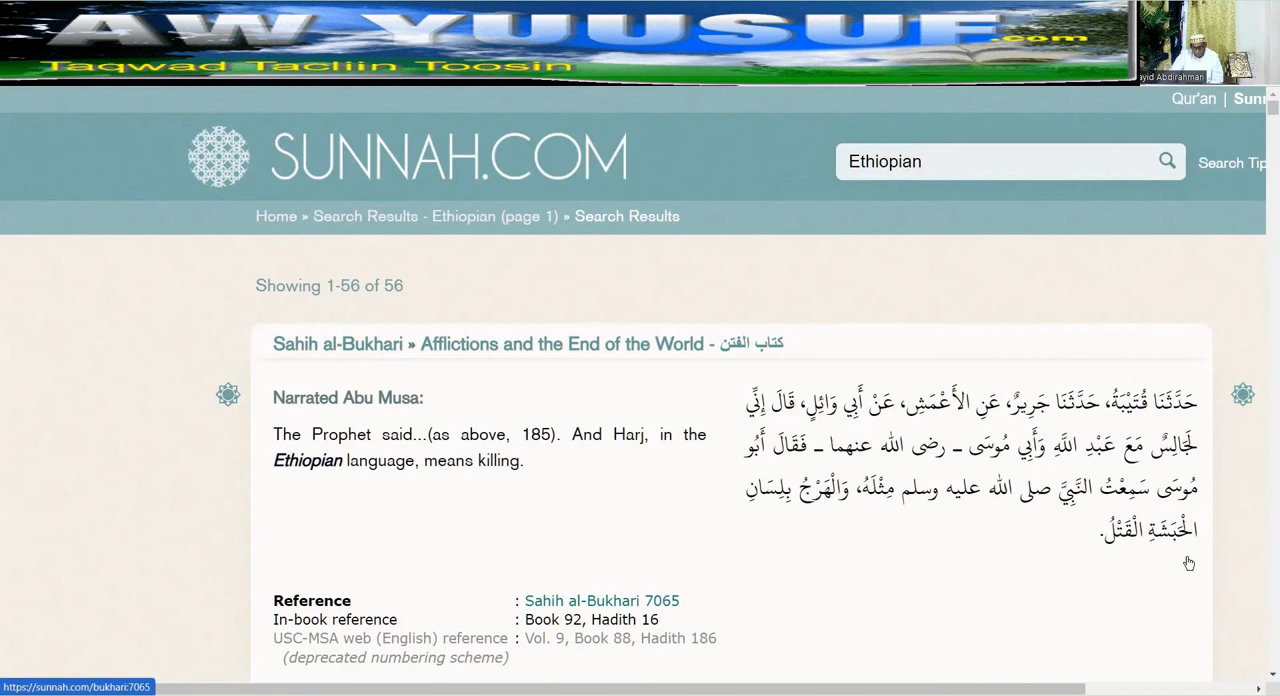 AW YUUSUF.com
Taqwad Tacliin Toosin
ayid Abdirahman
Qur'an | Sunn
SUNNAH.COM
Ethiopian
Search Tip
Home » Search Results - Ethiopian (page 1) » Search Results
Showing 1-56 of 56
Sahih al-Bukhari » Afflictions and the End of the World - كتاب الفتن
Narrated Abu Musa:
The Prophet said...(as above, 185). And Harj, in the
Ethiopian language, means killing.
حَدَّثَنَا قُتَيْبَةُ، حَدَّثَنَا جَرِيرٌ، عَنِ الأَعْمَشِ، عَنْ أَبِي وَائِلٍ، قَالَ إِنِّي
لَجَالِسٌ مَعَ عَبْدِ اللَّهِ وَأَبِي مُوسَى ـ رضى الله عنهما ـ فَقَالَ أَبُو
مُوسَى سَمِعْتُ النَّبِيَّ صلى الله عليه وسلم مِثْلَهُ، وَالْهَرْجُ بِلِسَانِ
الْحَبَشَةِ الْقَتْلُ.
Reference : Sahih al-Bukhari 7065
In-book reference : Book 92, Hadith 16
USC-MSA web (English) reference : Vol. 9, Book 88, Hadith 186
(deprecated numbering scheme)
https://sunnah.com/bukhari:7065